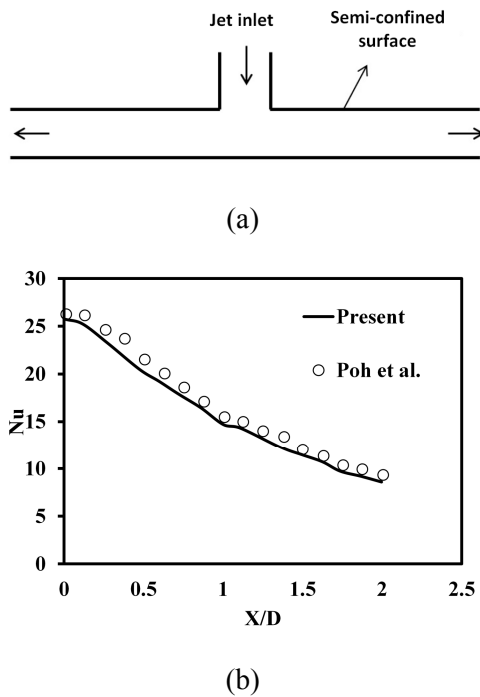 Jet inlet
Semi-confined
surface
(a)
30
25
20
15
10
5
0
Nu
Present
Poh et al.
0 0.5 1 1.5 2 2.5
X/D
(b)